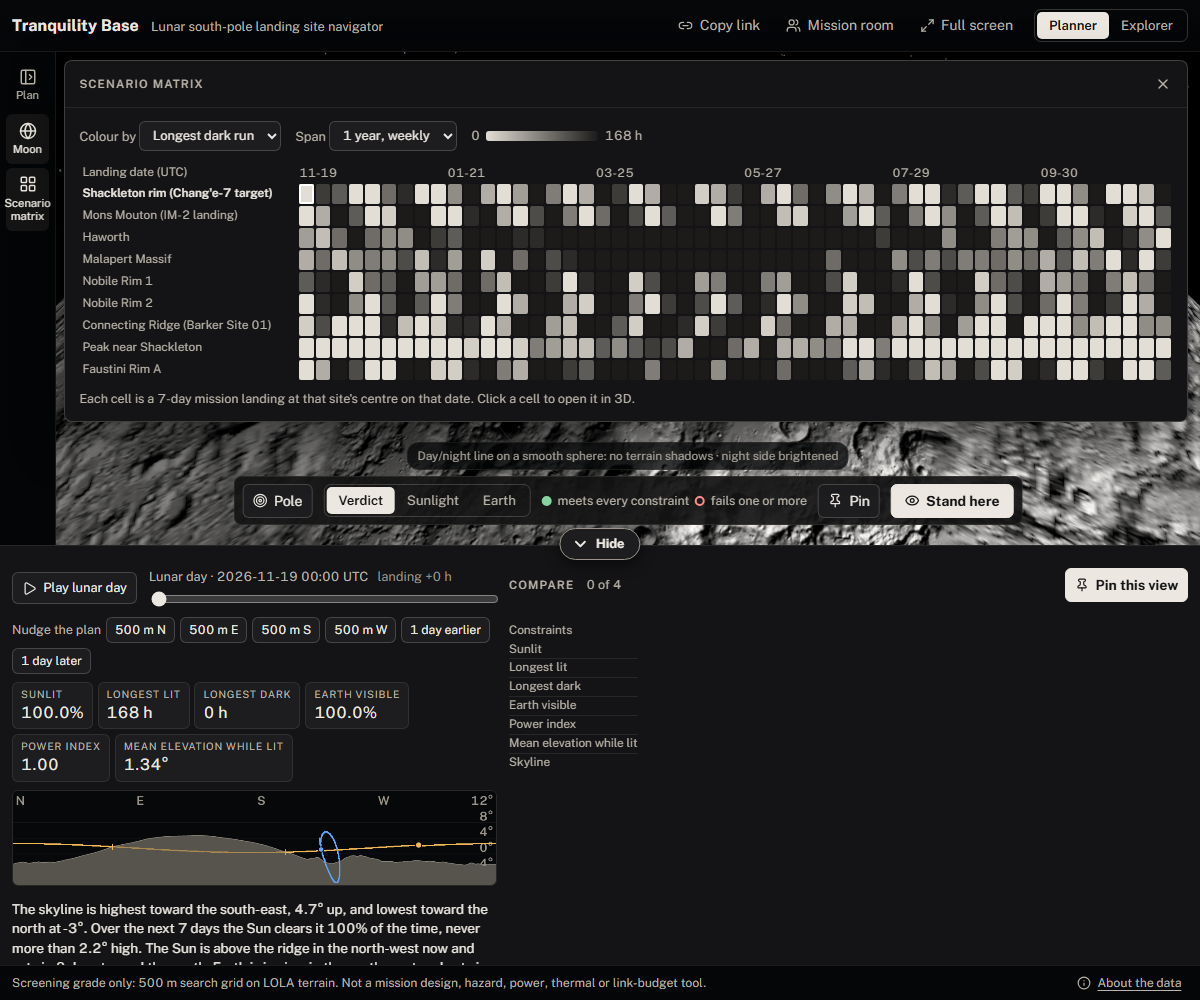 Tranquility Base Lunar south-pole landing site navigator Copy link Mission room Full screen Planner Explorer
Plan
Moon
Scenario
matrix
SCENARIO MATRIX
Colour by Longest dark run Span 1 year, weekly 0 168 h
Landing date (UTC) 11-19 01-21 03-25 05-27 07-29 09-30
Shackleton rim (Chang'e-7 target)
Mons Mouton (IM-2 landing)
Haworth
Malapert Massif
Nobile Rim 1
Nobile Rim 2
Connecting Ridge (Barker Site 01)
Peak near Shackleton
Faustini Rim A
Each cell is a 7-day mission landing at that site's centre on that date. Click a cell to open it in 3D.
Day/night line on a smooth sphere: no terrain shadows · night side brightened
Pole Verdict Sunlight Earth meets every constraint fails one or more Pin Stand here
Hide
Play lunar day Lunar day · 2026-11-19 00:00 UTC landing +0 h
Nudge the plan 500 m N 500 m E 500 m S 500 m W 1 day earlier
1 day later
SUNLIT LONGEST LIT LONGEST DARK EARTH VISIBLE
100.0% 168 h 0 h 100.0%
POWER INDEX MEAN ELEVATION WHILE LIT
1.00 1.34°
N E S W 12°
8°
4°
0°
4°
The skyline is highest toward the south-east, 4.7° up, and lowest toward the
north at -3°. Over the next 7 days the Sun clears it 100% of the time, never
more than 2.2° high. The Sun is above the ridge in the north-west now and
COMPARE 0 of 4 Pin this view
Constraints
Sunlit
Longest lit
Longest dark
Earth visible
Power index
Mean elevation while lit
Skyline
Screening grade only: 500 m search grid on LOLA terrain. Not a mission design, hazard, power, thermal or link-budget tool. About the data